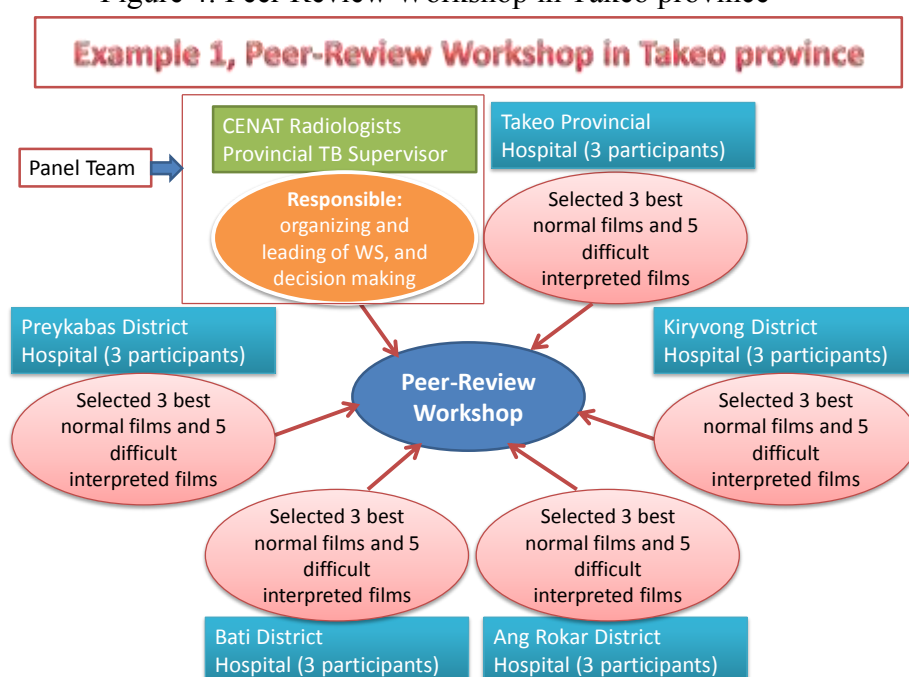 Figure 4: Peer Review Workshop in Takeo province
Example 1, Peer-Review Workshop in Takeo province
CENAT Radiologists
Provincial TB Supervisor
Takeo Provincial
Hospital (3 participants)
Panel Team
Responsible:
organizing and
leading of WS, and
decision making
Selected 3 best
normal films and 5
difficult
interpreted films
Preykabas District
Hospital (3 participants)
Kiryvong District
Hospital (3 participants)
Peer-Review
Workshop
Selected 3 best
normal films and 5
difficult
interpreted films
Selected 3 best
normal films and 5
difficult
interpreted films
Selected 3 best
normal films and 5
difficult
interpreted films
Selected 3 best
normal films and 5
difficult
interpreted films
Bati District
Hospital (3 participants)
Ang Rokar District
Hospital (3 participants)